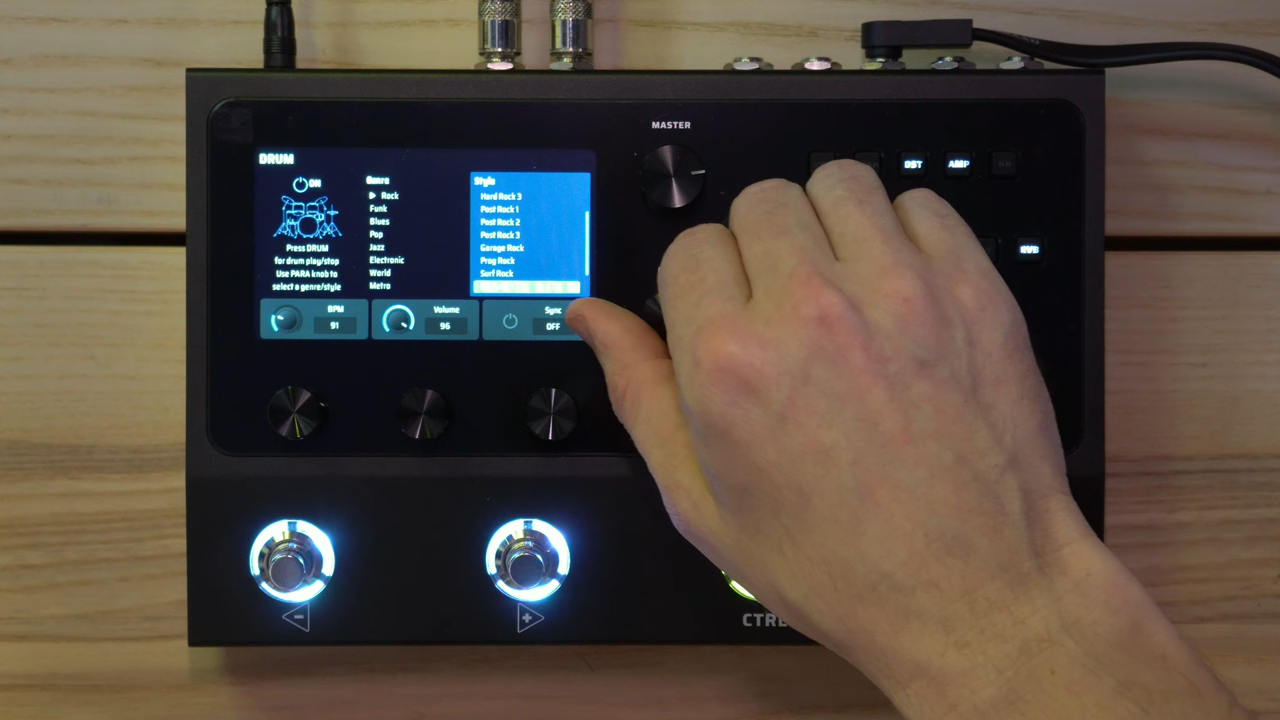 MASTER
DRUM
ON
Press DRUM
for drum play/stop
Use PARA knob to
select a genre/style
Genre
Rock
Funk
Blues
Pop
Jazz
Electronic
World
Metro
Style
Hard Rock 3
Post Rock 1
Post Rock 2
Post Rock 3
Garage Rock
Prog Rock
Surf Rock
BPM
91
Volume
96
Sync
OFF
DST
AMP
NR
RVB
-
+
CTRL